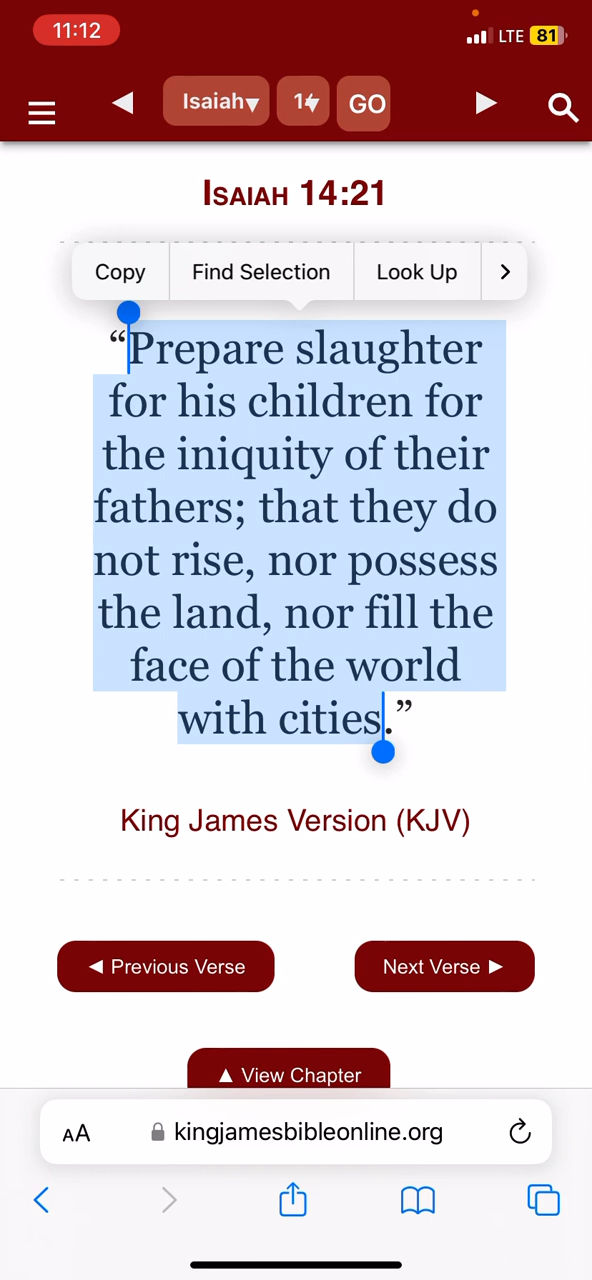 11:12
LTE 81
Isaiah▼ 14 GO
ISAIAH 14:21
Copy Find Selection Look Up
“Prepare slaughter
for his children for
the iniquity of their
fathers; that they do
not rise, nor possess
the land, nor fill the
face of the world
with cities.”
King James Version (KJV)
◄ Previous Verse Next Verse ►
▲ View Chapter
AA kingjamesbibleonline.org